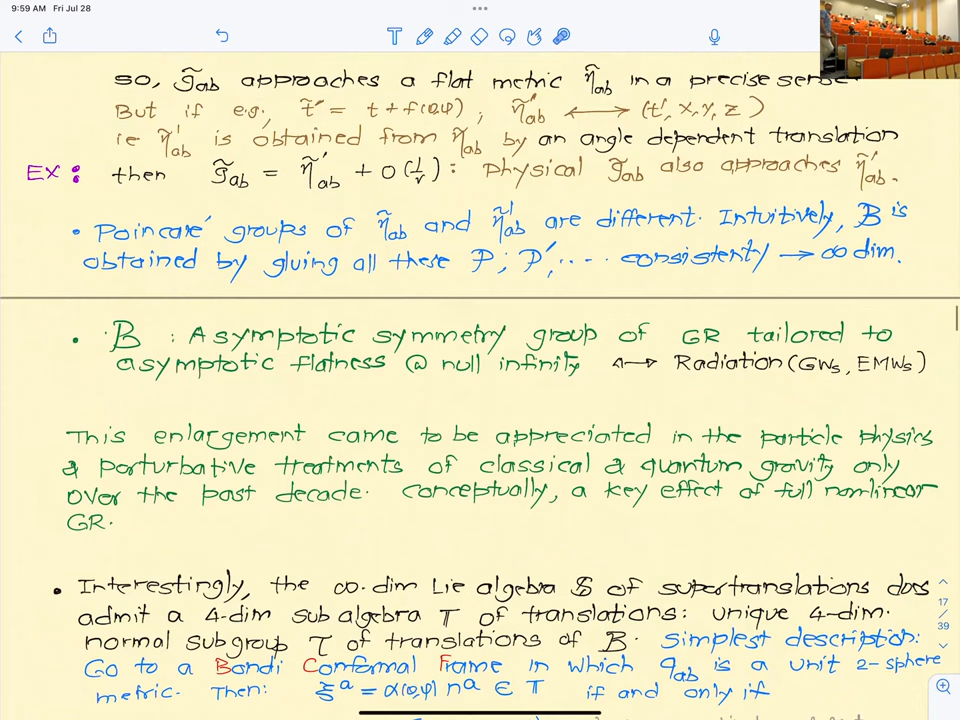 9:59 AM Fri Jul 28
so, g̃ab approaches a flat metric η̃ab in a precise sense.
But if e.g., t̃' = t + f(θ,φ) ; η̃'ab ⟷ (t', x, y, z)
ie η̃'ab is obtained from η̃ab by an angle dependent translation
EX : then g̃ab = η̃'ab + O(1/r) : Physical g̃ab also approaches η̃'ab.
• Poincaré groups of η̃ab and η̃'ab are different. Intuitively, B is
obtained by gluing all these P, P', .... consistently → ∞ dim.
• B : Asymptotic symmetry group of GR tailored to
asymptotic flatness @ null infinity ⟷ Radiation (GWs, EMWs)
This enlargement came to be appreciated in the particle physics
& porturbative treatments of classical & quantum gravity only
over the past decade. Conceptually, a key effect of full nonlinear
GR.
• Interestingly, the ∞-dim Lie algebra S of supertranslations does
admit a 4-dim subalgebra T of translations: unique 4-dim.
normal subgroup T of translations of B. Simplest description:
Go to a Bondi Conformal Frame in which qab is a unit 2-sphere
metric. Then: ξᵃ = α(θ,φ) nᵃ ∈ T if and only if
17
/
39